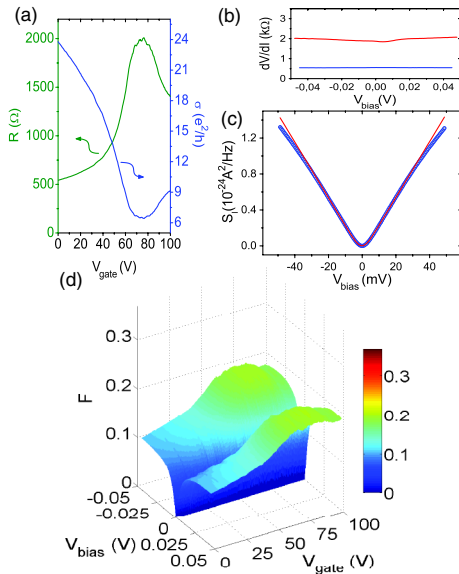 (a)
2000
1500
1000
500
0
R (Ω)
24
21
18
15
12
9
6
σ (e²/h)
0 20 40 60 80 100
V_gate (V)
(b)
dV/dI (kΩ)
3
2
1
0
-0,04 -0,02 0,00 0,02 0,04
V_bias (V)
(c)
S_I (10⁻²⁴A²/Hz)
1.2
0.8
0.4
0.0
-40 -20 0 20 40
V_bias (mV)
(d)
F
0.3
0.2
0.1
0
-0.05
-0.025
0
0.025
0.05
V_bias (V)
0
25
50
75
100
V_gate (V)
0.3
0.2
0.1
0